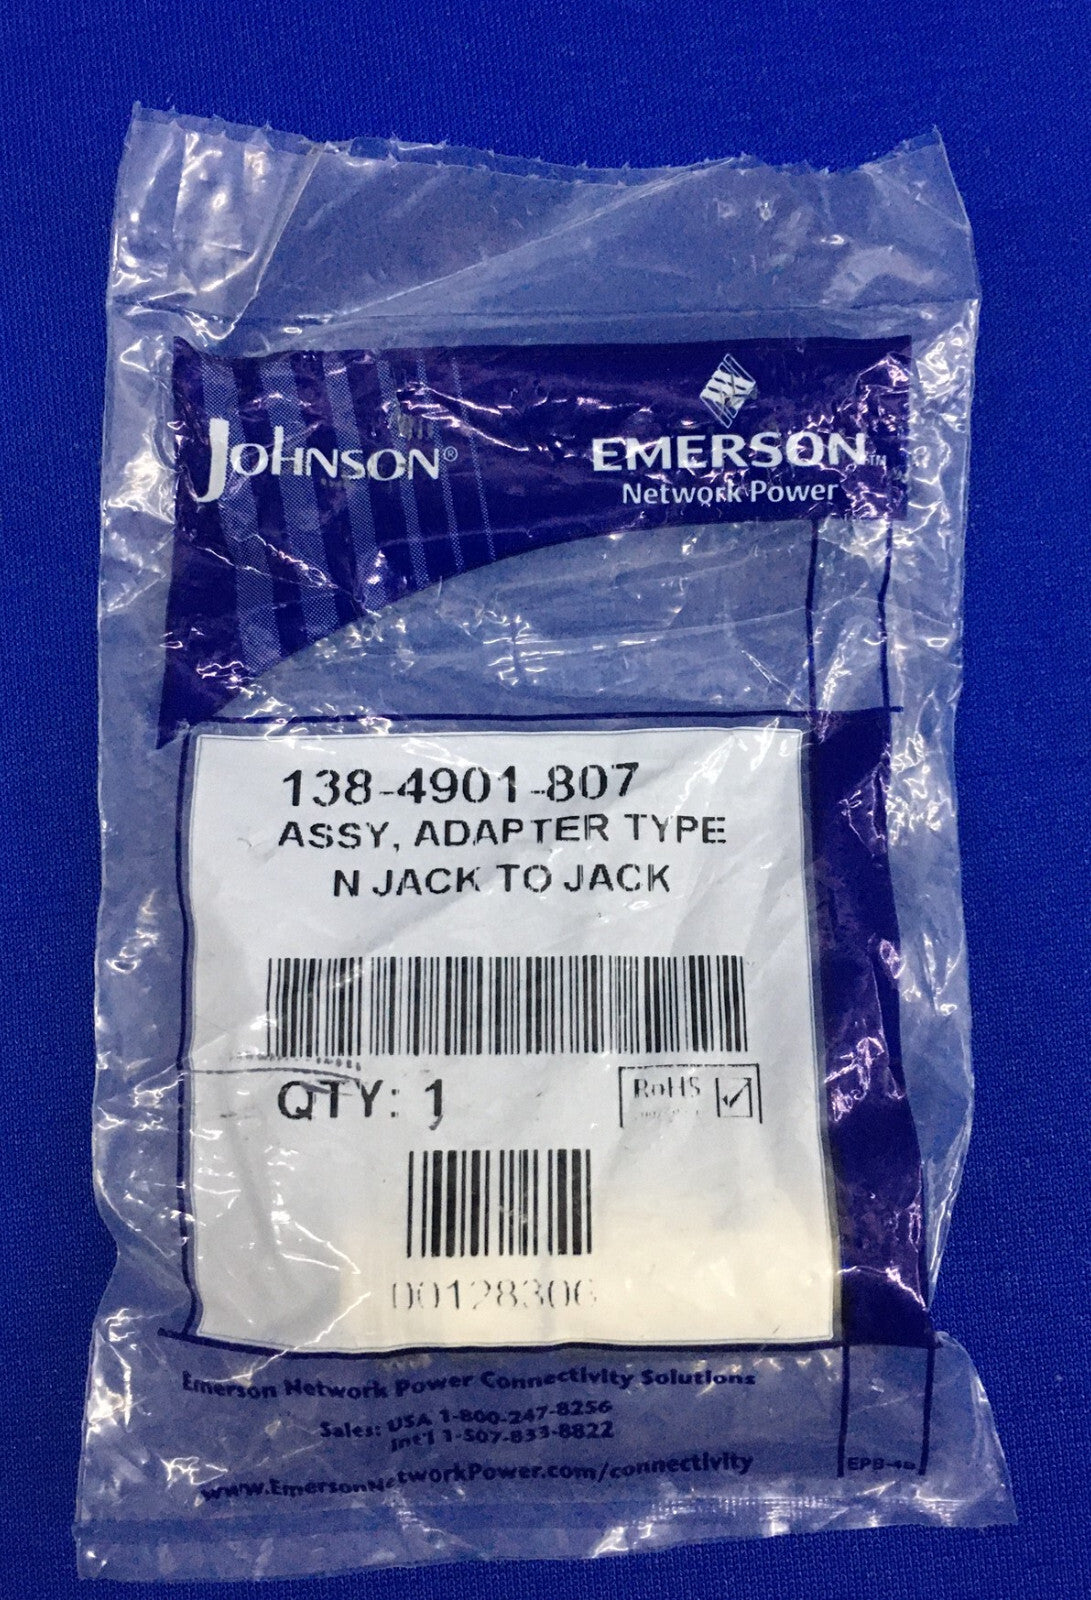 JOHNSON®
EMERSON™
Network Power
138-4901-807
ASSY, ADAPTER TYPE
N JACK TO JACK
QTY: 1
RoHS
00128306
Emerson Network Power Connectivity Solutions
Sales: USA 1-800-247-8256
Int'l 1-507-833-8822
www.EmersonNetworkPower.com/connectivity